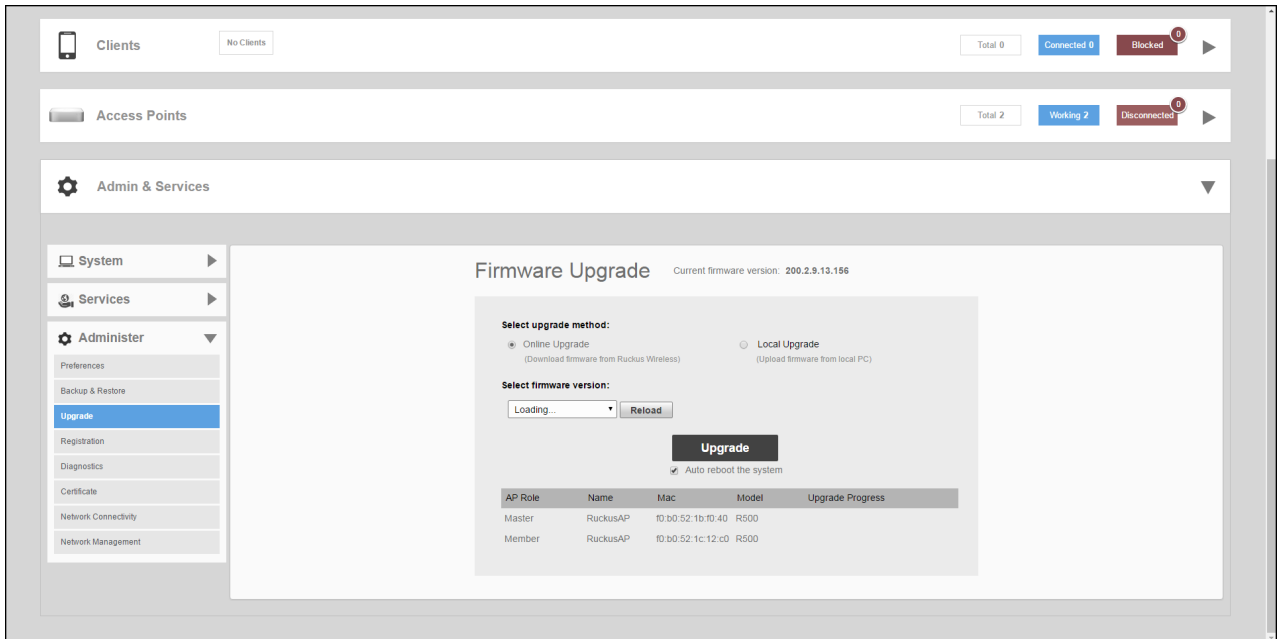 Clients
No Clients
Total 0
Connected 0
Blocked
0
Access Points
Total 2
Working 2
Disconnected
0
Admin & Services
System
Services
Administer
Preferences
Backup & Restore
Upgrade
Registration
Diagnostics
Certificate
Network Connectivity
Network Management
Firmware Upgrade Current firmware version: 200.2.9.13.156
Select upgrade method:
Online Upgrade
(Download firmware from Ruckus Wireless)
Local Upgrade
(Upload firmware from local PC)
Select firmware version:
Loading... Reload
Upgrade
Auto reboot the system
AP Role Name Mac Model Upgrade Progress
Master RuckusAP f0:b0:52:1b:f0:40 R500
Member RuckusAP f0:b0:52:1c:12:c0 R500